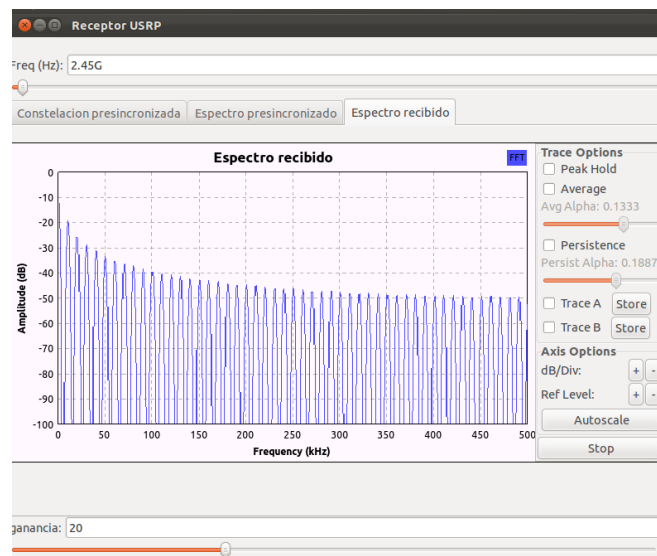 Receptor USRP
Freq (Hz): 2.45G
Constelacion presincronizada Espectro presincronizado Espectro recibido
Espectro recibido
FFT
0
-10
-20
-30
-40
-50
-60
-70
-80
-90
-100
Amplitude (dB)
0 50 100 150 200 250 300 350 400 450 500
Frequency (kHz)
Trace Options
Peak Hold
Average
Avg Alpha: 0.1333
Persistence
Persist Alpha: 0.1887
Trace A Store
Trace B Store
Axis Options
dB/Div: + -
Ref Level: + -
Autoscale
Stop
ganancia: 20